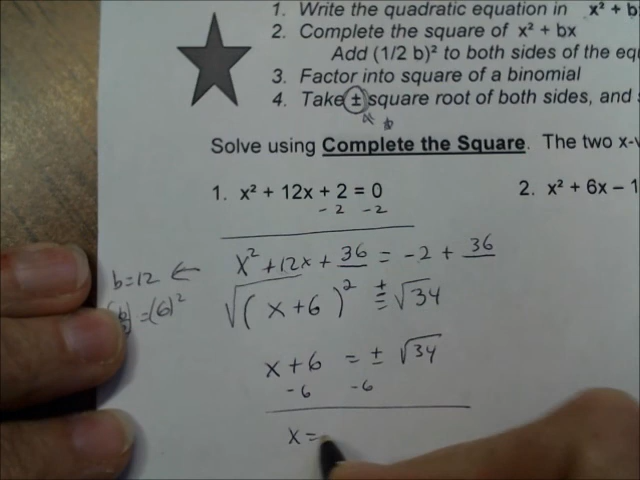 1. Write the quadratic equation in x² + b
2. Complete the square of x² + bx
Add (1/2 b)² to both sides of the equ
3. Factor into square of a binomial
4. Take ± square root of both sides, and s
Solve using Complete the Square. The two x-v
1. x² + 12x + 2 = 0
- 2 - 2
2. x² + 6x – 1
x² + 12x + 36 = -2 + 36
b = 12 ←
√(x + 6)² = ± √34
= (6)²
x + 6 = ± √34
- 6 - 6
x =